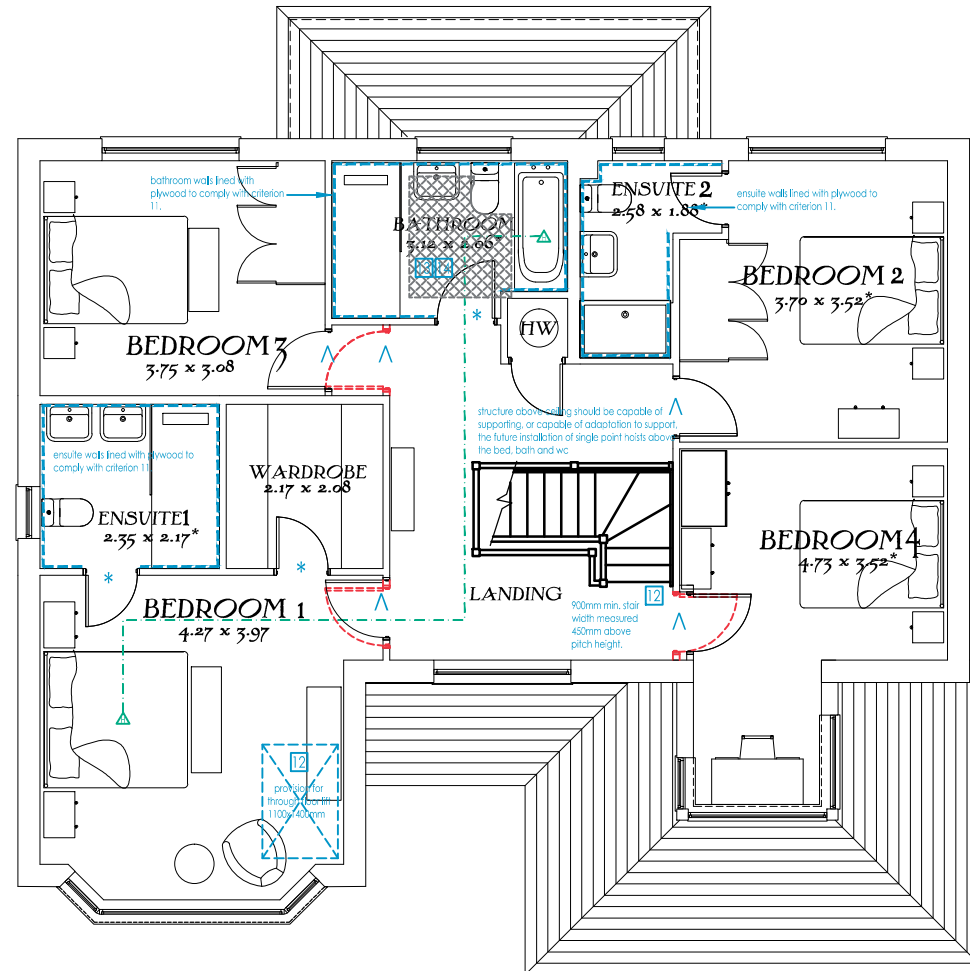 bathroom walls lined with
plywood to comply with criterion
11.
BATHROOM
3.12 x 2.00*
13 14
ENSUITE 2
2.58 x 1.88*
ensuite walls lined with plywood to
comply with criterion 11.
BEDROOM 2
3.70 x 3.52*
BEDROOM 3
3.75 x 3.08
HW
structure above ceiling should be capable of
supporting, or capable of adaptation to support,
the future installation of single point hoists above
the bed, bath and wc
ensuite walls lined with plywood to
comply with criterion 11.
WARDROBE
2.17 x 2.08
ENSUITE1
2.35 x 2.17*
BEDROOM4
4.73 x 3.52*
LANDING
12
900mm min. stair
width measured
450mm above
pitch height.
BEDROOM 1
4.27 x 3.97
H
H
12
provision for
through floor lift
1100x1400mm